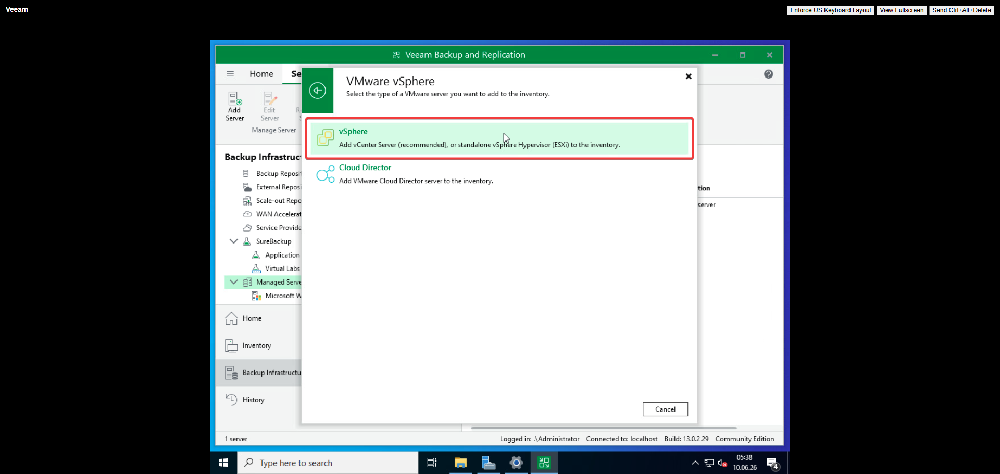 Veeam
Enforce US Keyboard Layout
View Fullscreen
Send Ctrl+Alt+Delete
Veeam Backup and Replication
Home
Se
Add
Server
Edit
Server
Manage Server
VMware vSphere
Select the type of a VMware server you want to add to the inventory.
vSphere
Add vCenter Server (recommended), or standalone vSphere Hypervisor (ESXi) to the inventory.
Cloud Director
Add VMware Cloud Director server to the inventory.
Cancel
Backup Infrastruc
Backup Reposit
External Reposi
Scale-out Repo
WAN Accelerat
Service Provide
SureBackup
Application
Virtual Labs
Managed Serve
Microsoft W
tion
server
Home
Inventory
Backup Infrastructu
History
1 server
Logged in: .\Administrator
Connected to: localhost
Build: 13.0.2.29
Community Edition
Type here to search
05:38
10.06.26
4